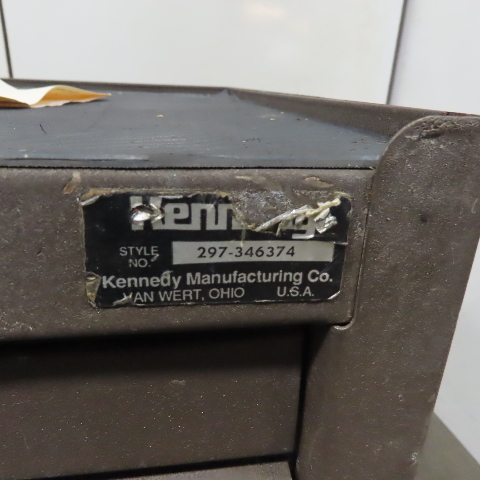 STYLE NO. 297-346374
Kennedy Manufacturing Co.
VAN WERT, OHIO U.S.A.